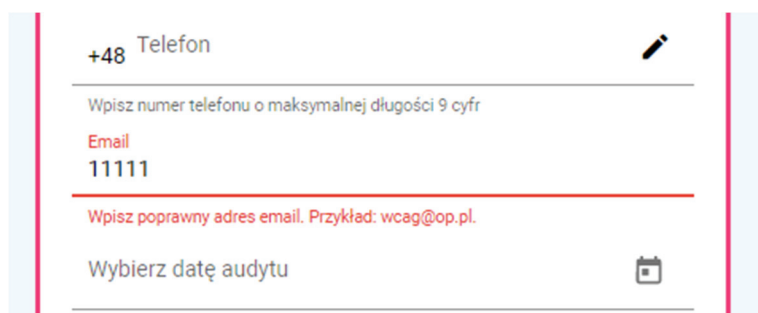 +48 Telefon
Wpisz numer telefonu o maksymalnej długości 9 cyfr
Email
11111
Wpisz poprawny adres email. Przykład: wcag@op.pl.
Wybierz datę audytu